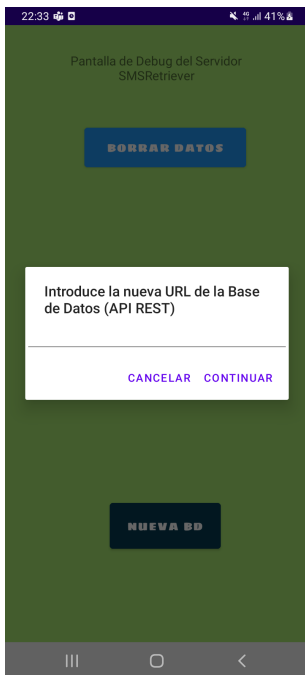 22:33
41%
Pantalla de Debug del Servidor
SMSRetriever
BORRAR DATOS
Introduce la nueva URL de la Base
de Datos (API REST)
CANCELAR CONTINUAR
NUEVA BD